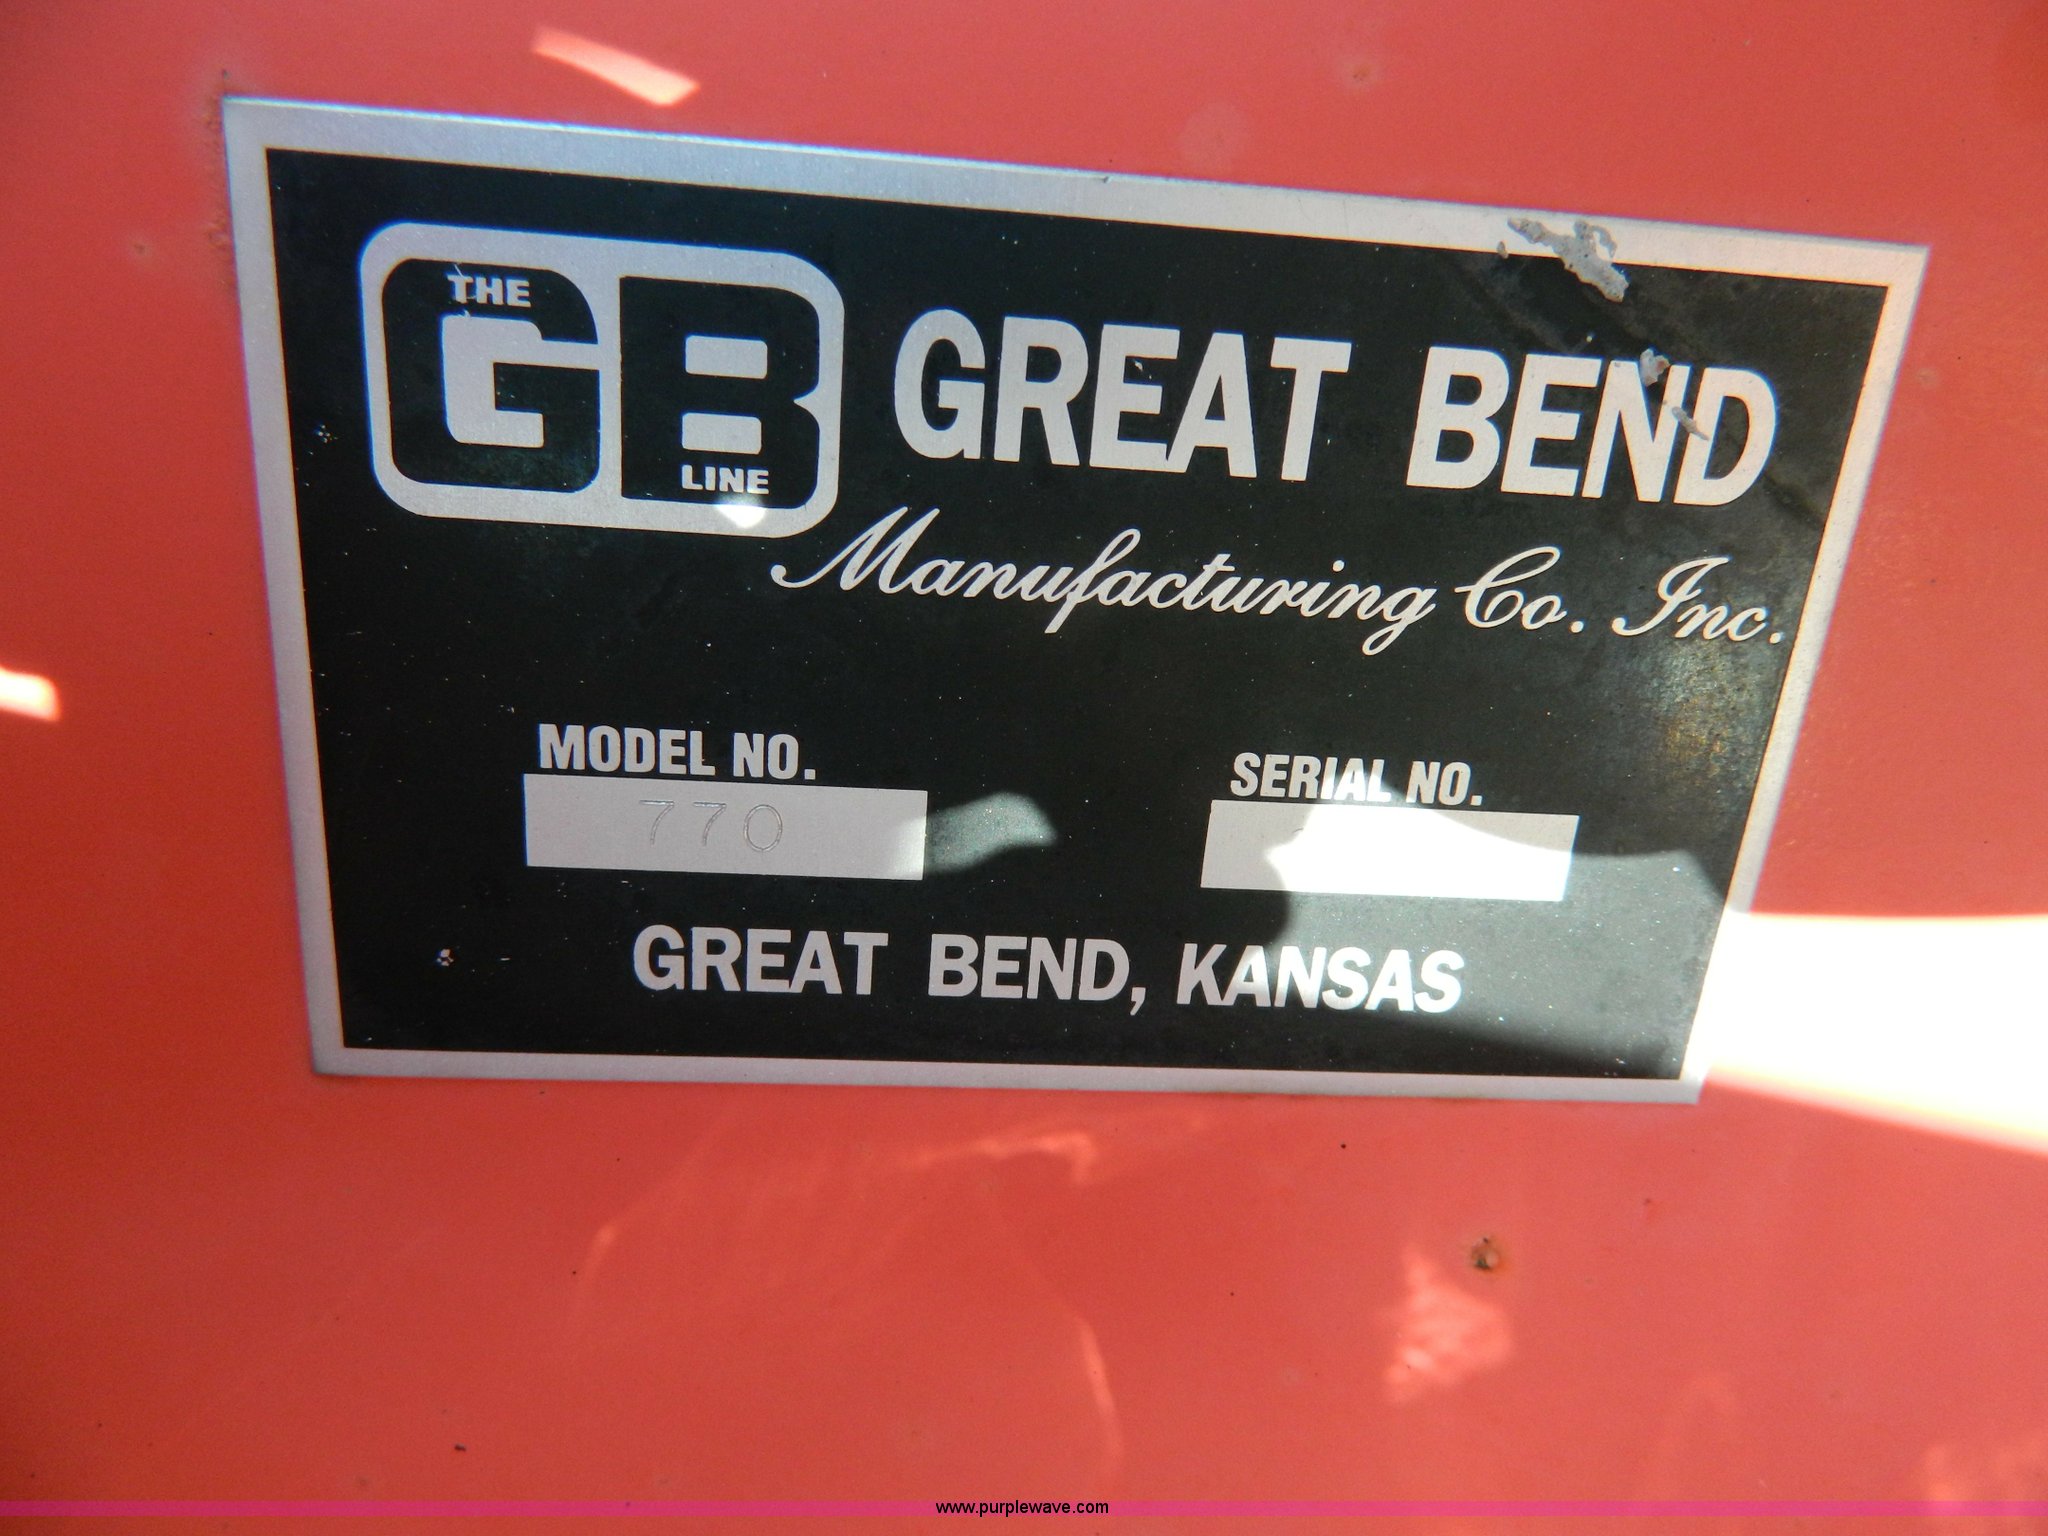 THE
GB
LINE
GREAT BEND
Manufacturing Co. Inc.
MODEL NO.
SERIAL NO.
770
GREAT BEND, KANSAS
www.purplewave.com